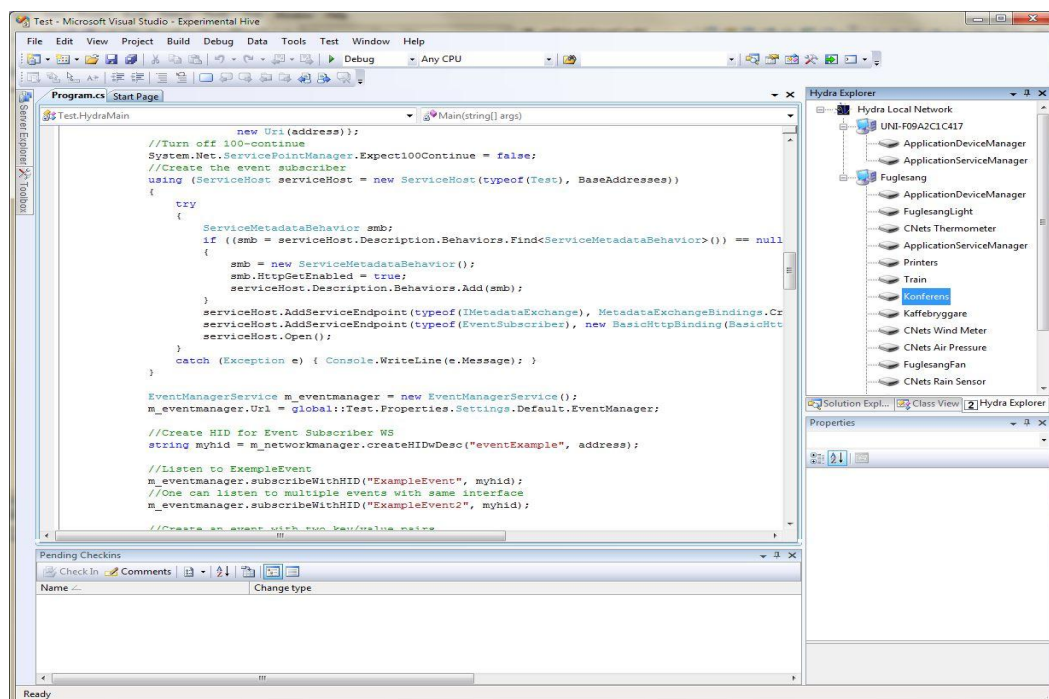 Test - Microsoft Visual Studio - Experimental Hive
File Edit View Project Build Debug Data Tools Test Window Help
Debug Any CPU
Server Explorer
Toolbox
Program.cs Start Page
Test.HydraMain Main(string[] args)
new Uri(address)};
//Turn off 100-continue
System.Net.ServicePointManager.Expect100Continue = false;
//Create the event subscriber
using (ServiceHost serviceHost = new ServiceHost(typeof(Test), BaseAddresses))
{
try
{
ServiceMetadataBehavior smb;
if ((smb = serviceHost.Description.Behaviors.Find<ServiceMetadataBehavior>()) == null
{
smb = new ServiceMetadataBehavior();
smb.HttpGetEnabled = true;
serviceHost.Description.Behaviors.Add(smb);
}
serviceHost.AddServiceEndpoint(typeof(IMetadataExchange), MetadataExchangeBindings.Cr
serviceHost.AddServiceEndpoint(typeof(EventSubscriber), new BasicHttpBinding(BasicHtt
serviceHost.Open();
}
catch (Exception e) { Console.WriteLine(e.Message); }
}
EventManagerService m_eventmanager = new EventManagerService();
m_eventmanager.Url = global::Test.Properties.Settings.Default.EventManager;
//Create HID for Event Subscriber WS
string myhid = m_networkmanager.createHIDwDesc("eventExample", address);
//Listen to ExempleEvent
m_eventmanager.subscribeWithHID("ExampleEvent", myhid);
//One can listen to multiple events with same interface
m_eventmanager.subscribeWithHID("ExampleEvent2", myhid);
//Create an event with two key/value pairs
Hydra Explorer
Hydra Local Network
UNI-F09A2C1C417
ApplicationDeviceManager
ApplicationServiceManager
Fuglesang
ApplicationDeviceManager
FuglesangLight
CNets Thermometer
ApplicationServiceManager
Printers
Train
Konferens
Kaffebryggare
CNets Wind Meter
CNets Air Pressure
FuglesangFan
CNets Rain Sensor
Solution Expl... Class View 2 Hydra Explorer
Properties
Pending Checkins
Check In Comments
Name Change type
Ready